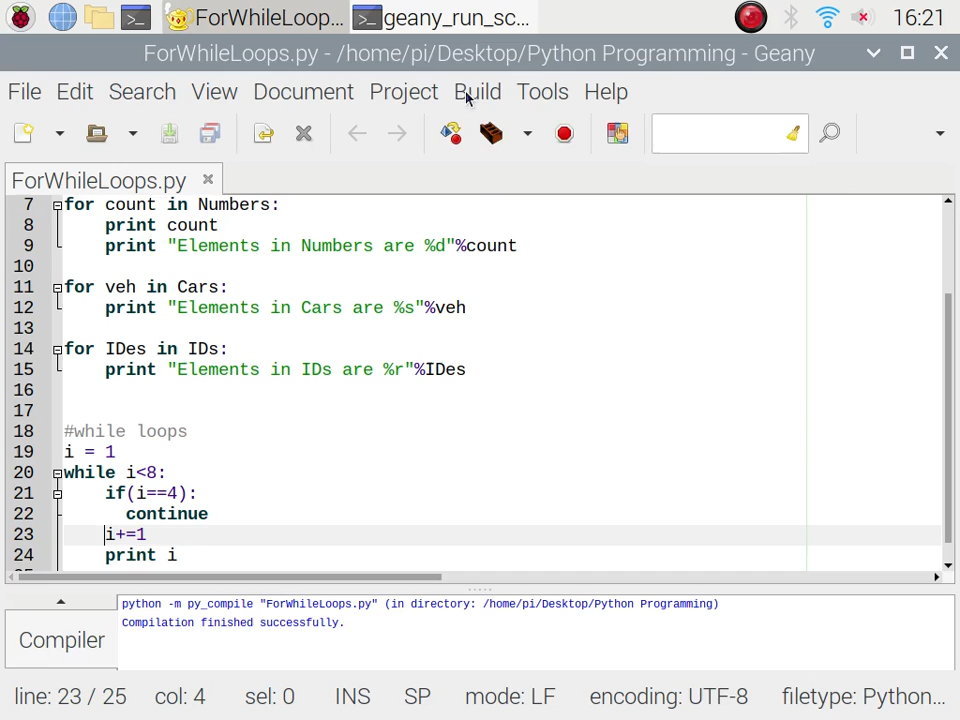 ForWhileLoop... geany_run_sc... 16:21
ForWhileLoops.py - /home/pi/Desktop/Python Programming - Geany
File Edit Search View Document Project Build Tools Help
ForWhileLoops.py
7 for count in Numbers:
8 print count
9 print "Elements in Numbers are %d"%count
10
11 for veh in Cars:
12 print "Elements in Cars are %s"%veh
13
14 for IDes in IDs:
15 print "Elements in IDs are %r"%IDes
16
17
18 #while loops
19 i = 1
20 while i<8:
21 if(i==4):
22 continue
23 i+=1
24 print i
python -m py_compile "ForWhileLoops.py" (in directory: /home/pi/Desktop/Python Programming)
Compilation finished successfully.
Compiler
line: 23 / 25 col: 4 sel: 0 INS SP mode: LF encoding: UTF-8 filetype: Python...